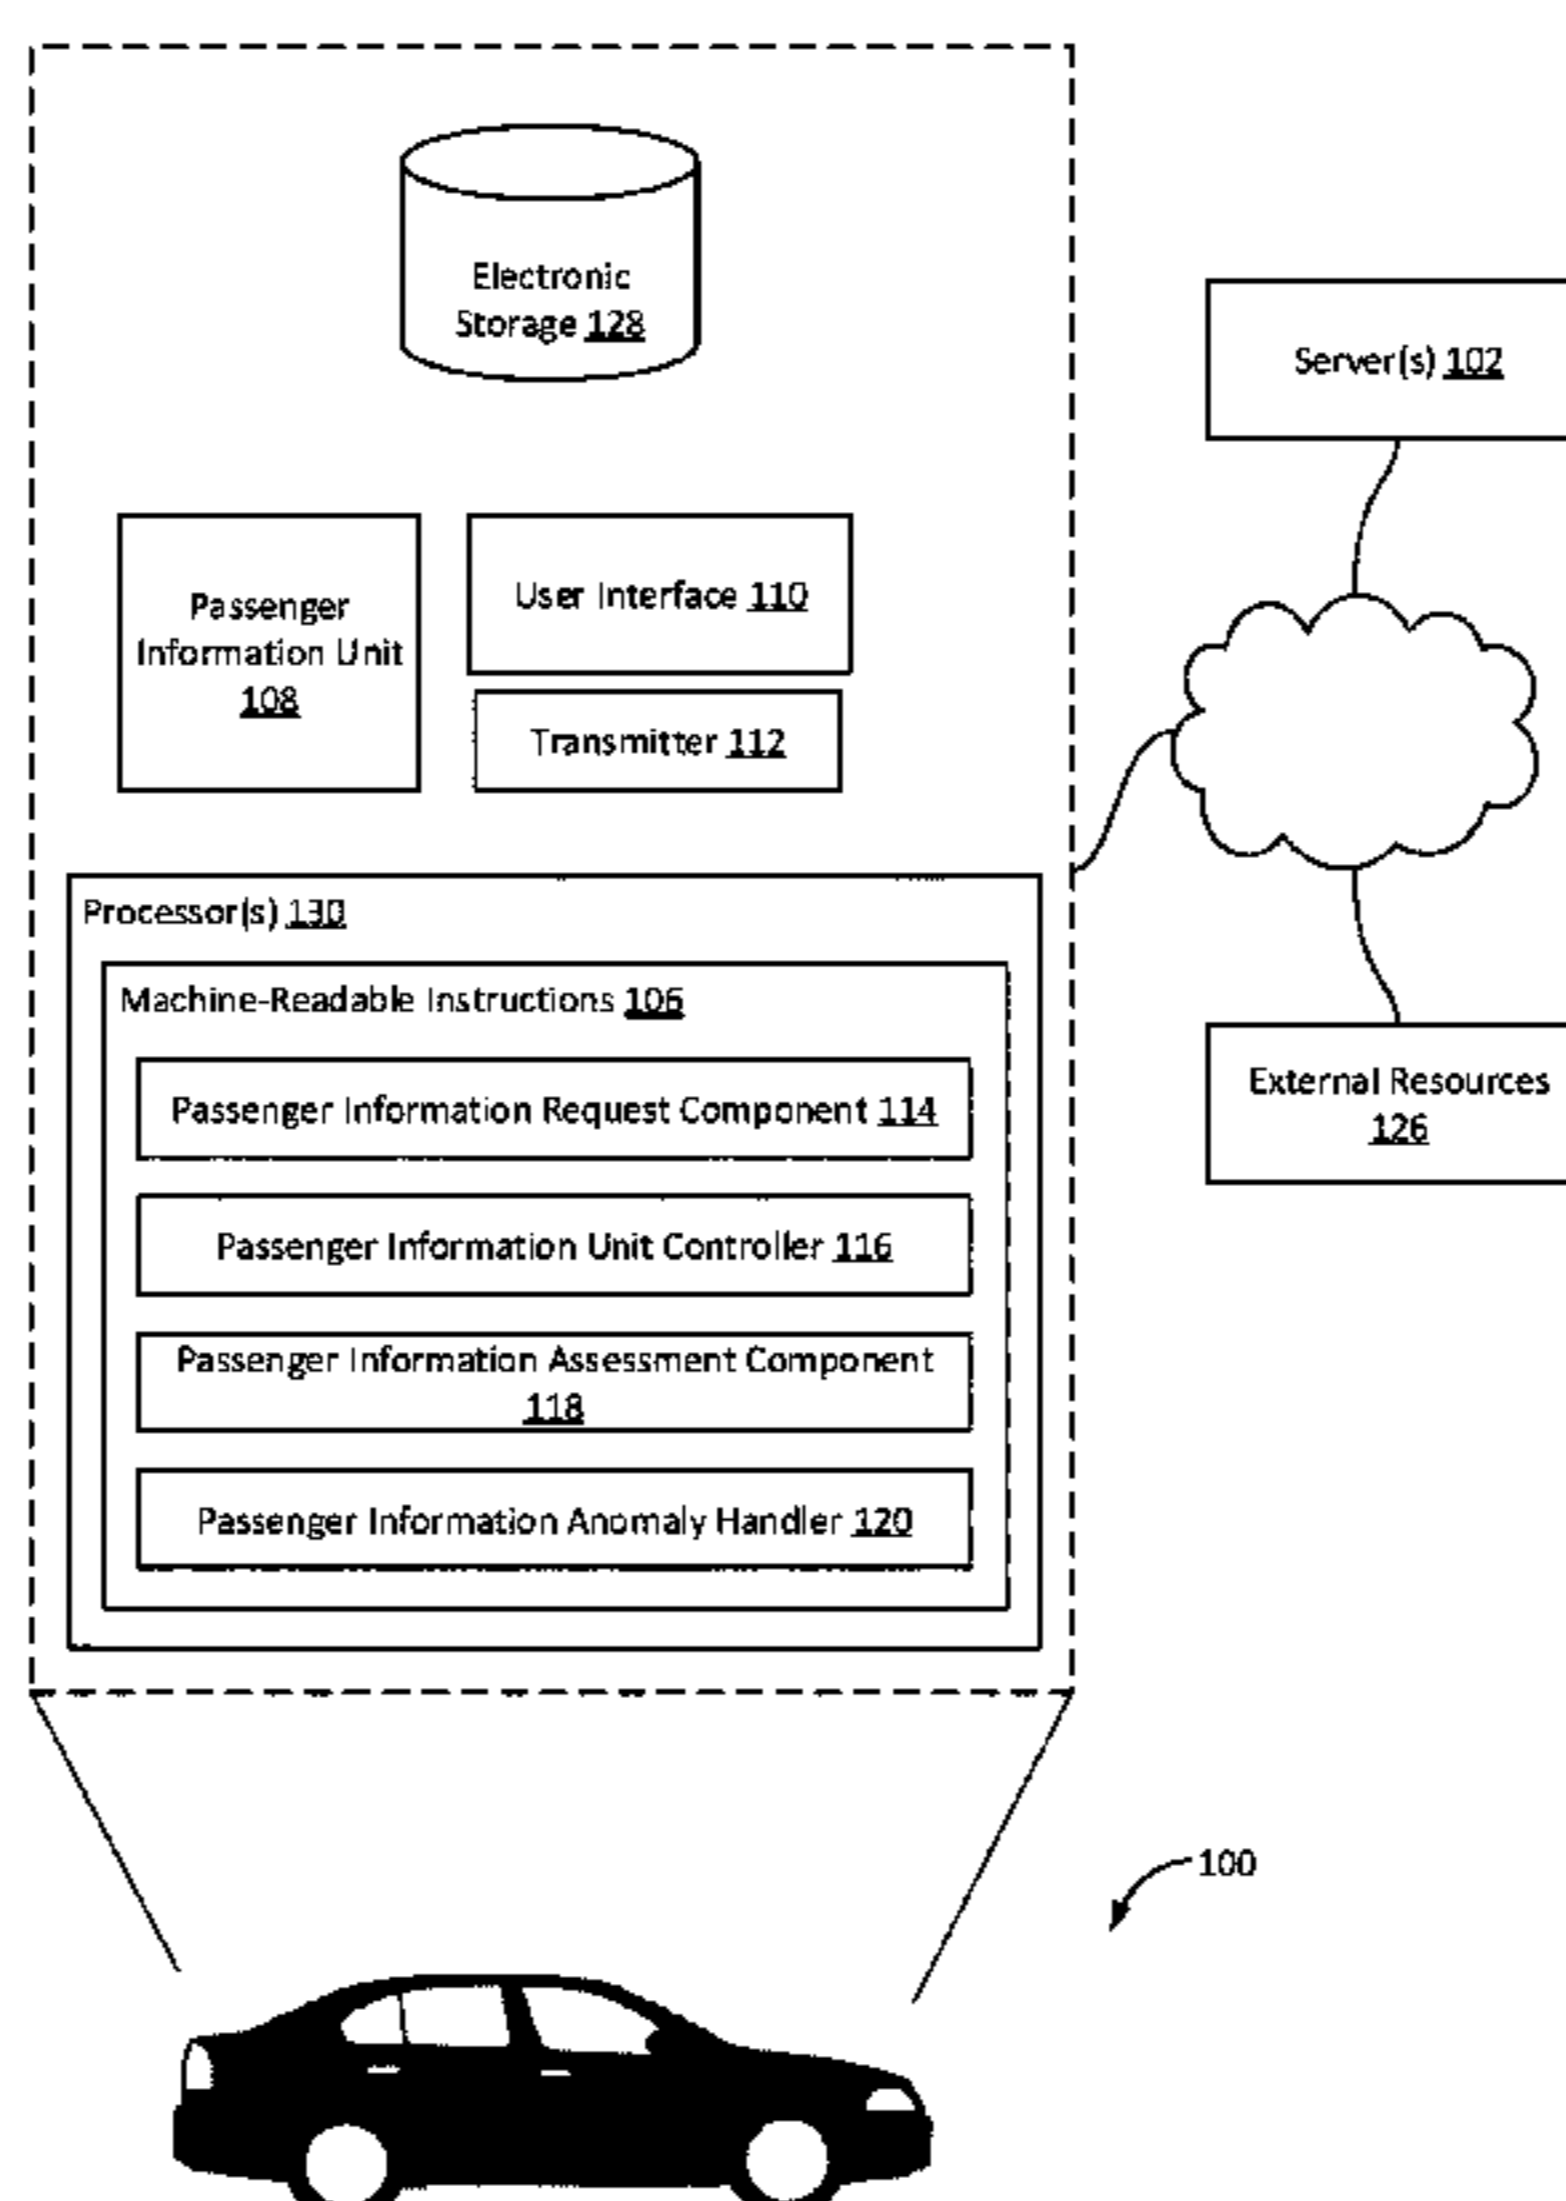 Electronic
Storage 128
Server(s) 102
Passenger
Information Unit
108
User Interface 110
Transmitter 112
Processor(s) 130
Machine-Readable Instructions 106
Passenger Information Request Component 114
Passenger Information Unit Controller 116
Passenger Information Assessment Component
118
Passenger Information Anomaly Handler 120
External Resources
126
100